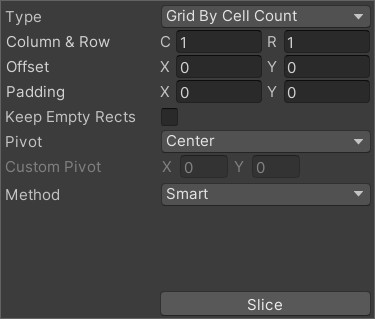 Type Grid By Cell Count
Column & Row C 1 R 1
Offset X 0 Y 0
Padding X 0 Y 0
Keep Empty Rects
Pivot Center
Custom Pivot X 0 Y 0
Method Smart
Slice